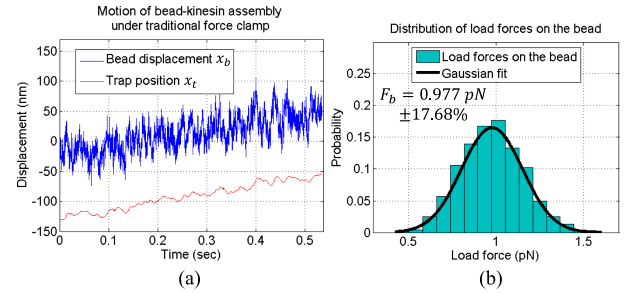 Motion of bead-kinesin assembly
under traditional force clamp
150
100
50
0
-50
-100
-150
Displacement (nm)
Bead displacement x_b
Trap position x_t
0 0.1 0.2 0.3 0.4 0.5
Time (sec)
(a)
Distribution of load forces on the bead
0.25
0.2
0.15
0.1
0.05
0
Probability
Load forces on the bead
Gaussian fit
F_b = 0.977 pN
±17.68%
0.5 1 1.5
Load force (pN)
(b)